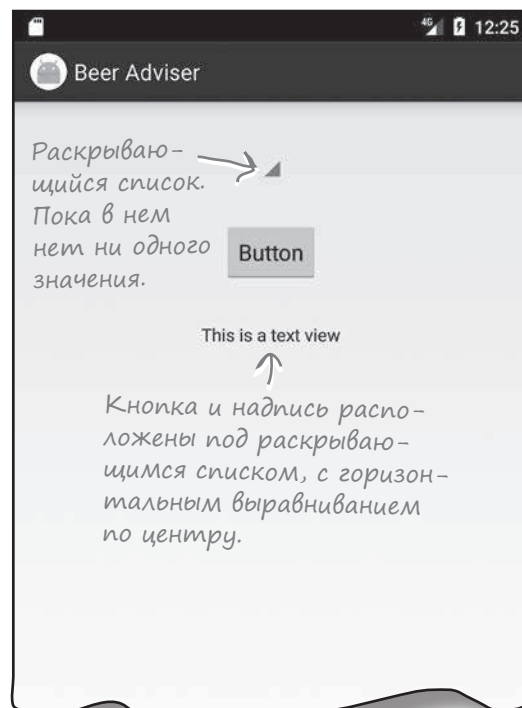 4G 12:25
Beer Adviser
Раскрываю-
щийся список.
Пока в нем
нет ни одного
значения.
Button
This is a text view
Кнопка и надпись распо-
ложены под раскрываю-
щимся списком, с горизон-
тальным выравниванием
по центру.